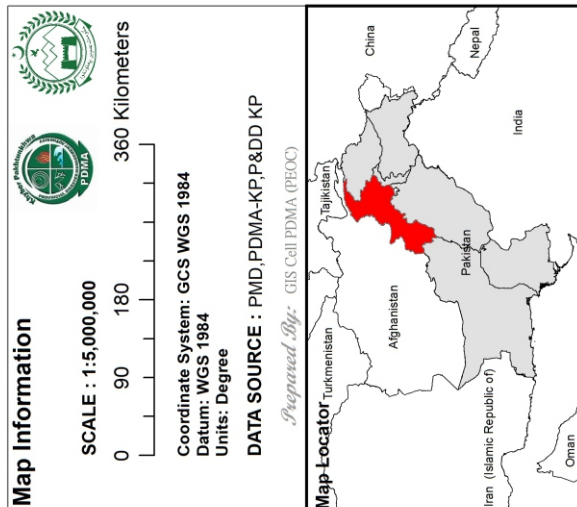 Map Information
Khyber Pakhtunkhwa
PDMA
SCALE : 1:5,000,000
0 90 180 360 Kilometers
Coordinate System: GCS WGS 1984
Datum: WGS 1984
Units: Degree
DATA SOURCE : PMD,PDMA-KP,P&DD KP
Prepared By: GIS Cell PDMA (PEOC)
Map Locator
Turkmenistan
Tajikistan
China
Afghanistan
Pakistan
Nepal
Iran (Islamic Republic of)
India
Oman